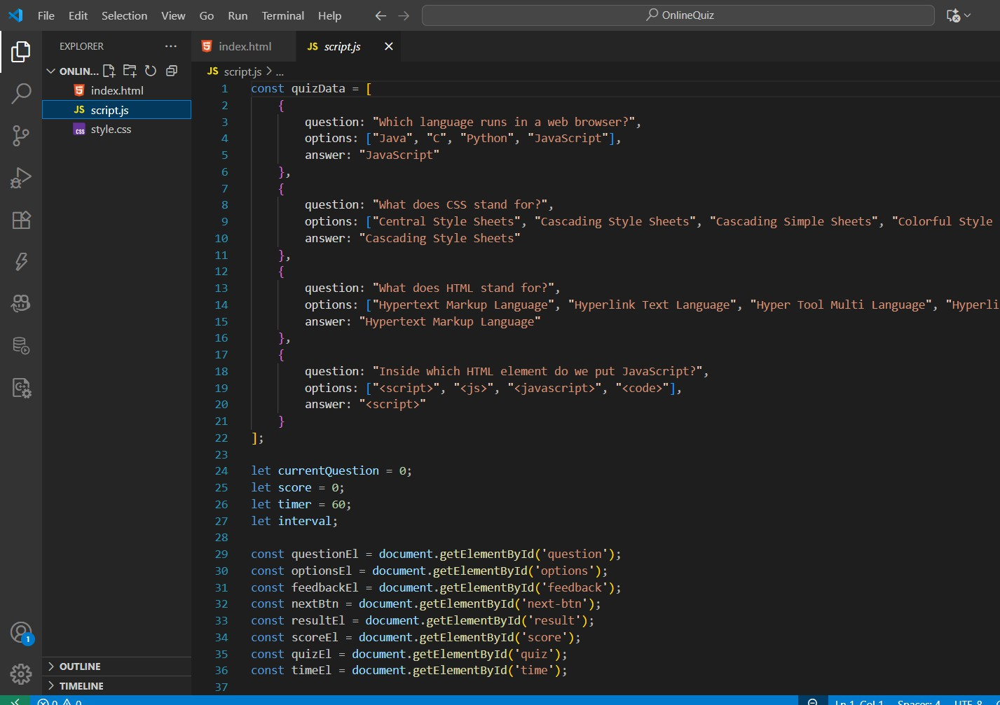 File Edit Selection View Go Run Terminal Help
OnlineQuiz
EXPLORER
ONLIN...
index.html
script.js
style.css
OUTLINE
TIMELINE
1
index.html
JS script.js
JS script.js > ...
1 const quizData = [
2 {
3 question: "Which language runs in a web browser?",
4 options: ["Java", "C", "Python", "JavaScript"],
5 answer: "JavaScript"
6 },
7 {
8 question: "What does CSS stand for?",
9 options: ["Central Style Sheets", "Cascading Style Sheets", "Cascading Simple Sheets", "Colorful Style
10 answer: "Cascading Style Sheets"
11 },
12 {
13 question: "What does HTML stand for?",
14 options: ["Hypertext Markup Language", "Hyperlink Text Language", "Hyper Tool Multi Language", "Hyperli
15 answer: "Hypertext Markup Language"
16 },
17 {
18 question: "Inside which HTML element do we put JavaScript?",
19 options: ["<script>", "<js>", "<javascript>", "<code>"],
20 answer: "<script>"
21 }
22 ];
23
24 let currentQuestion = 0;
25 let score = 0;
26 let timer = 60;
27 let interval;
28
29 const questionEl = document.getElementById('question');
30 const optionsEl = document.getElementById('options');
31 const feedbackEl = document.getElementById('feedback');
32 const nextBtn = document.getElementById('next-btn');
33 const resultEl = document.getElementById('result');
34 const scoreEl = document.getElementById('score');
35 const quizEl = document.getElementById('quiz');
36 const timeEl = document.getElementById('time');
37
0 0 Ln 1, Col 1 Spaces: 4 UTF-8